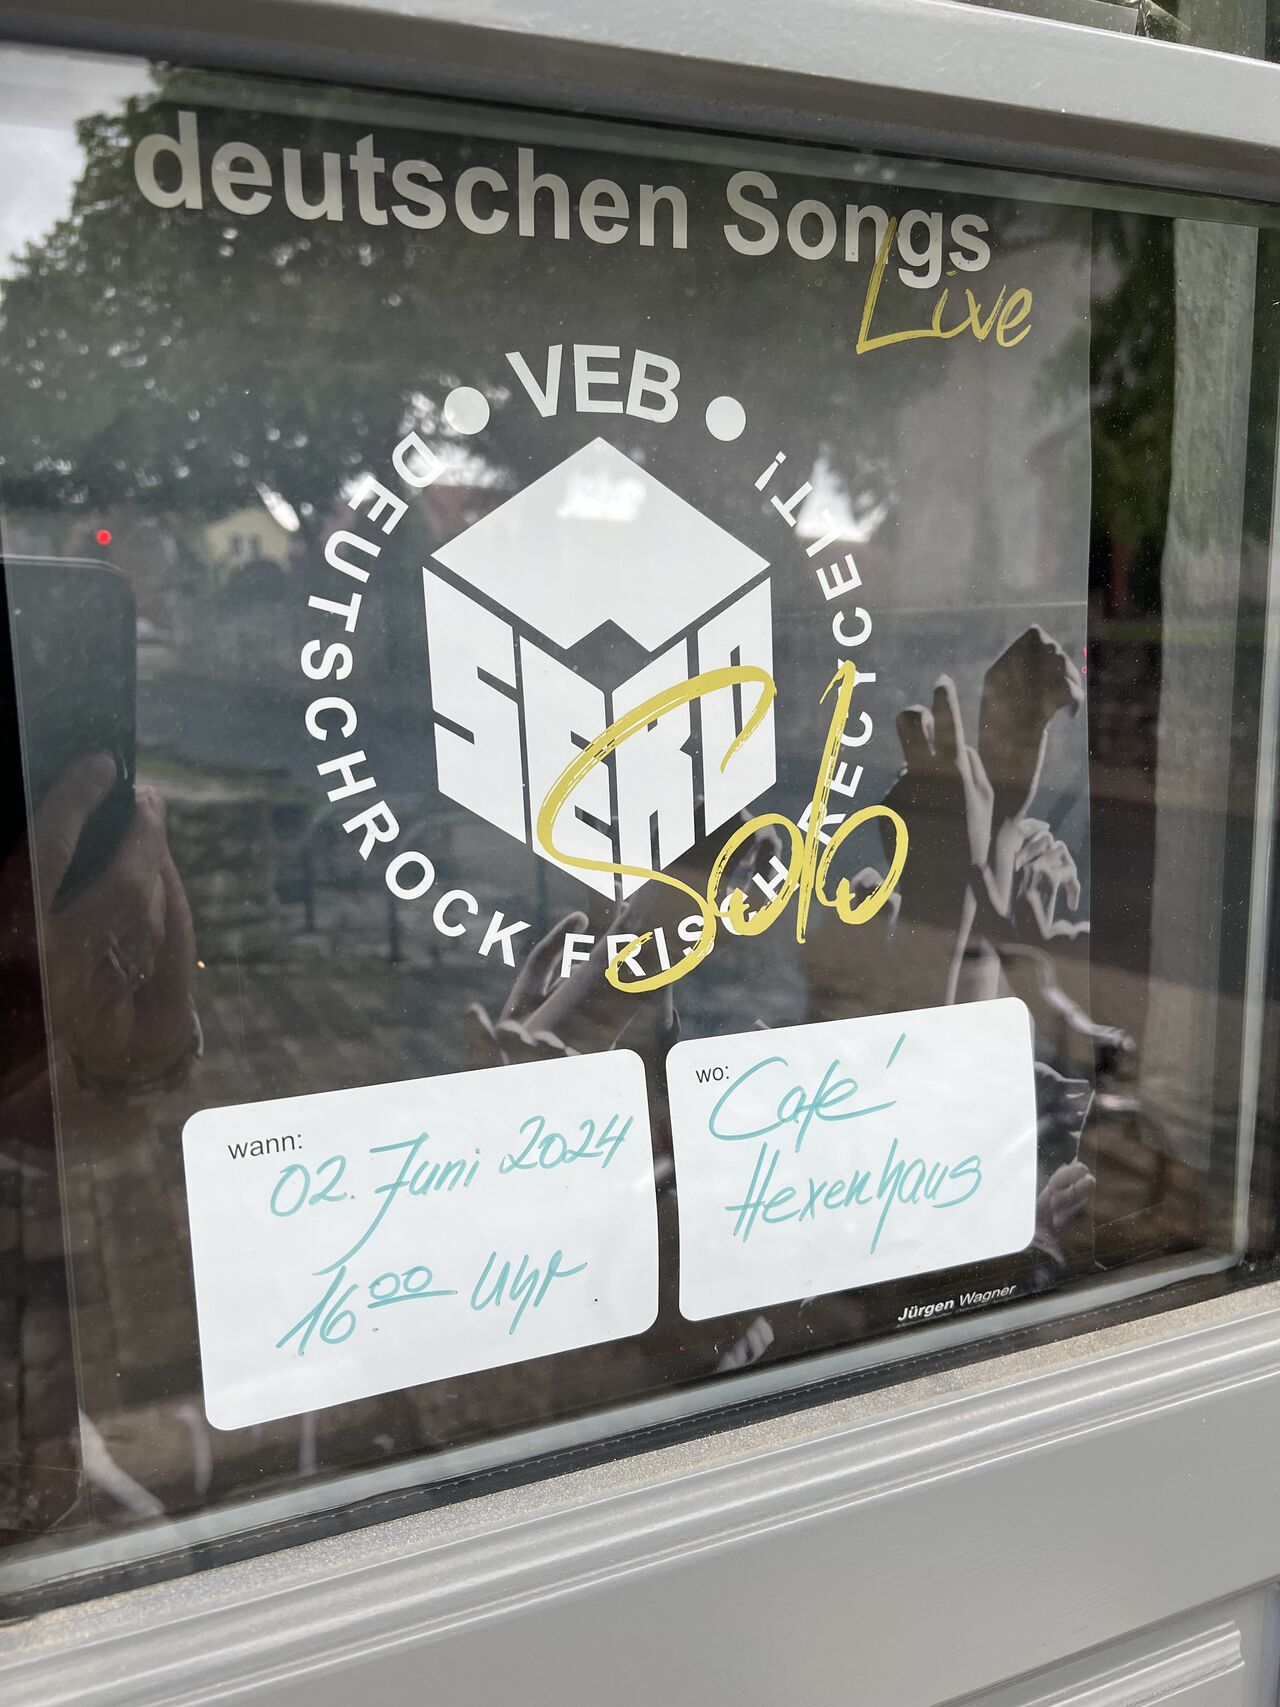 deutschen Songs
Live
• VEB •
DEUTSCHROCK FRISCH RECYCELT!
SERO
Solo
wann:
02. Juni 2024
16.00 Uhr
wo:
Café
Hexenhaus
Jürgen Wagner